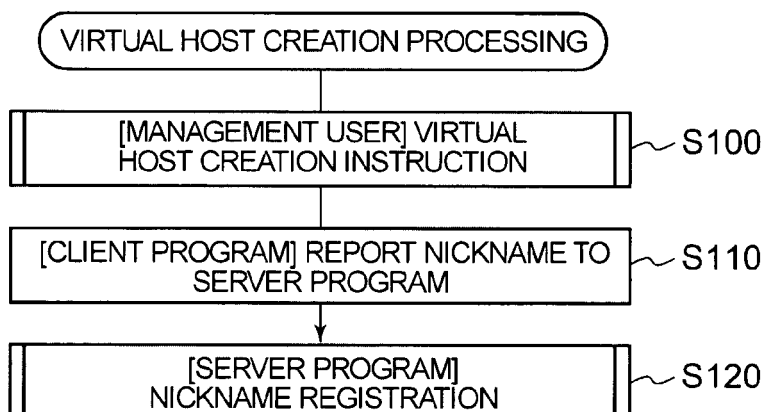 VIRTUAL HOST CREATION PROCESSING
[MANAGEMENT USER] VIRTUAL
HOST CREATION INSTRUCTION
S100
[CLIENT PROGRAM] REPORT NICKNAME TO
SERVER PROGRAM
S110
[SERVER PROGRAM]
NICKNAME REGISTRATION
S120